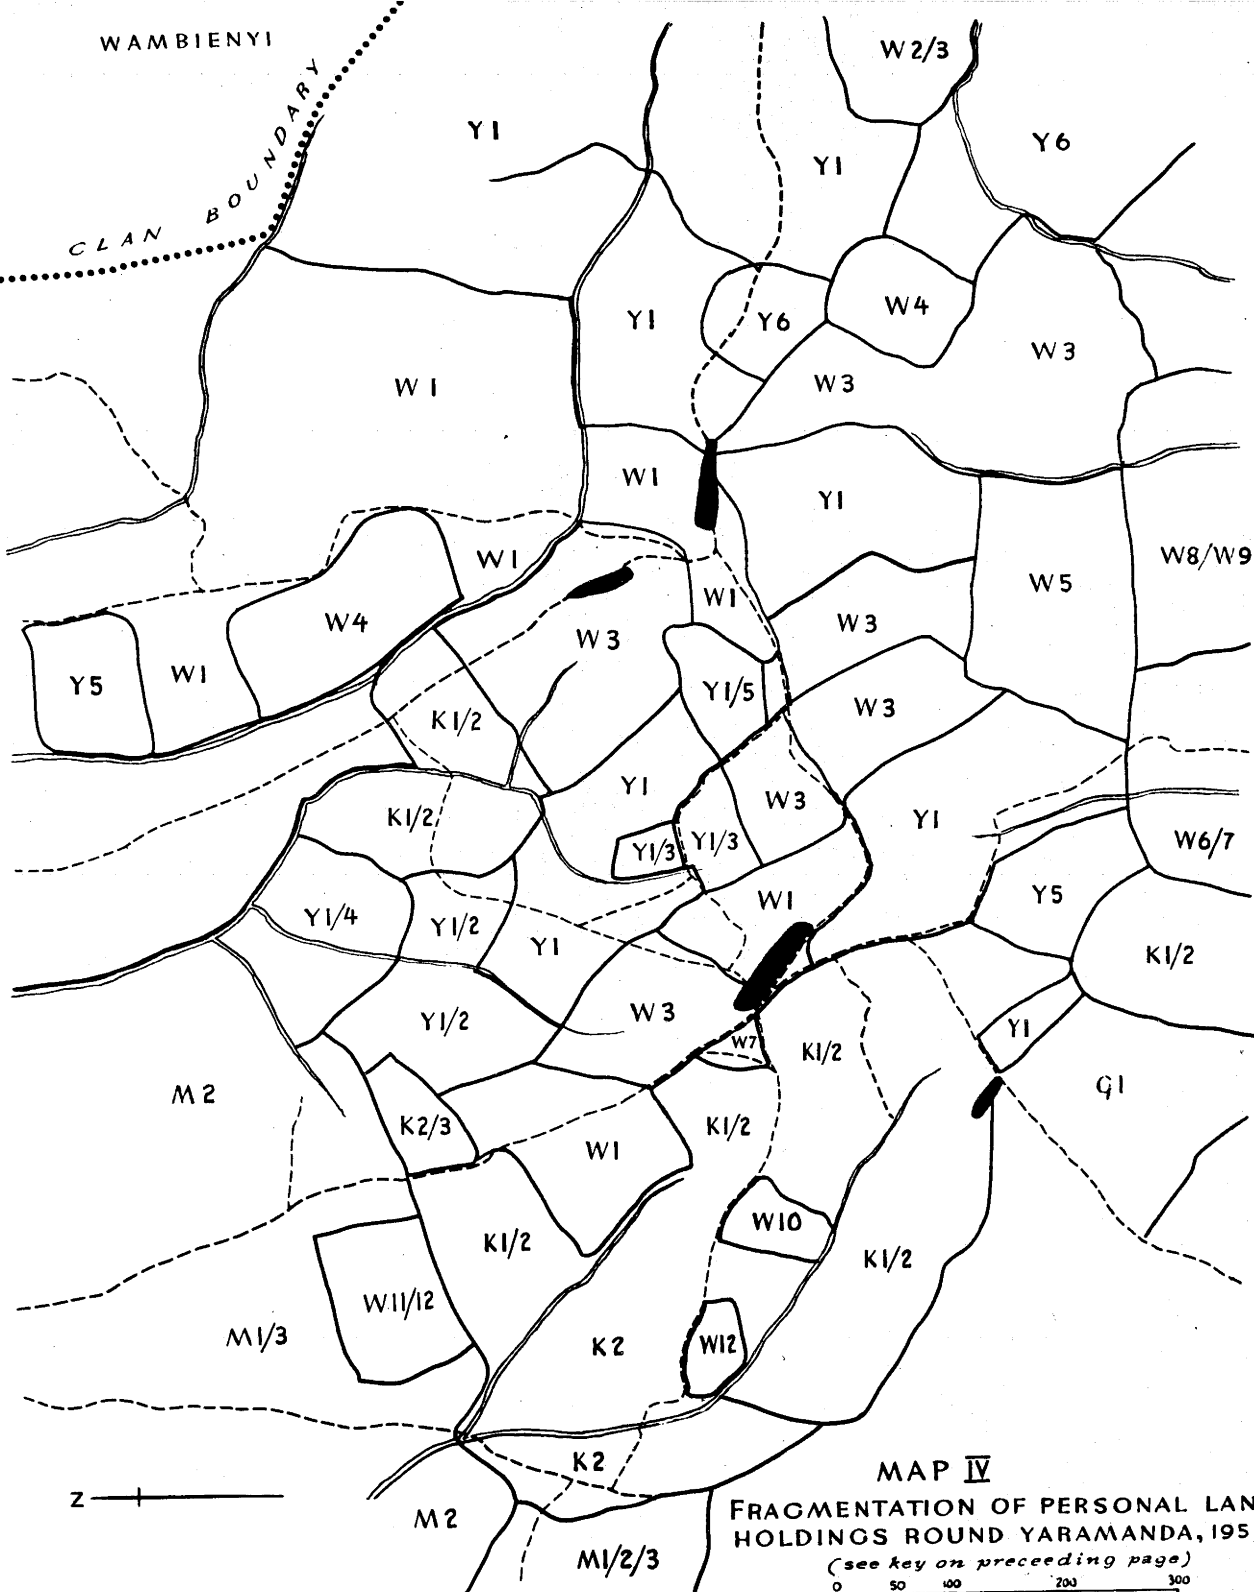 WAMBIENYI
CLAN BOUNDARY
W2/3
Y1
Y6
Y1
W4
Y1
Y6
W3
W3
W1
W1
Y1
W8/W9
W1
W5
W1
W4
W3
W3
Y5
W1
Y1/5
W3
K1/2
Y1
W3
K1/2
Y1
Y1/3
Y1/3
W6/7
W1
Y5
Y1/4
Y1/2
Y1
K1/2
W3
Y1/2
Y1
W7
K1/2
M2
G1
K2/3
K1/2
W1
W10
K1/2
K1/2
W11/12
M1/3
K2
W12
K2
MAP IV
Z
FRAGMENTATION OF PERSONAL LAN
M2
HOLDINGS ROUND YARAMANDA, 195
M1/2/3
(see key on preceeding page)
0 50 100 200 300